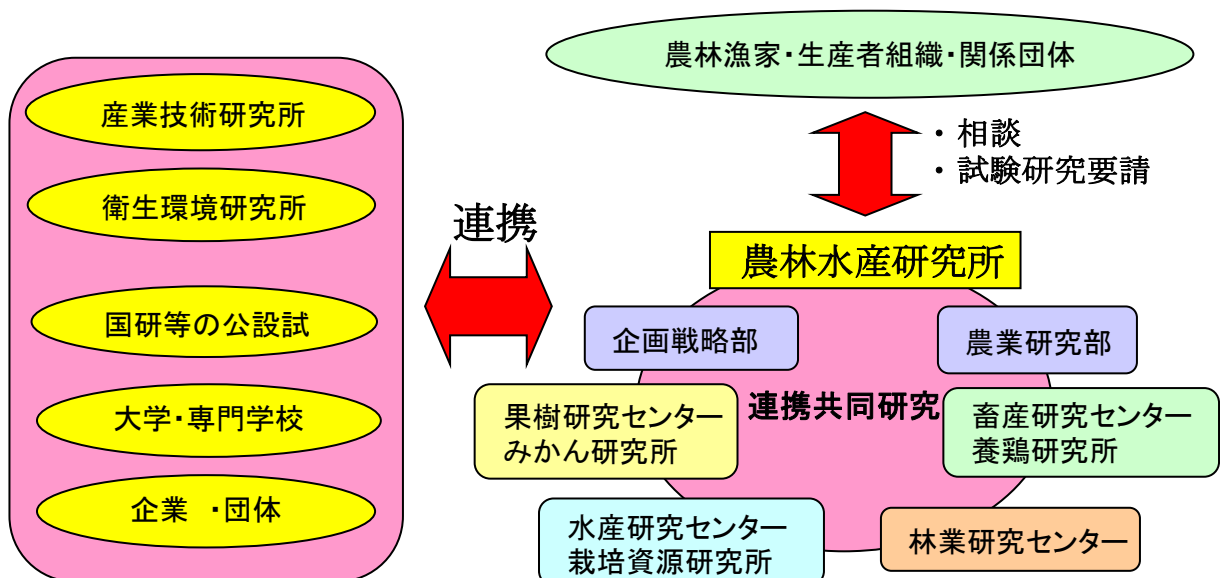 農林漁家・生産者組織・関係団体
産業技術研究所
衛生環境研究所
国研等の公設試
大学・専門学校
企業 ・団体
連携
・ 相談
・ 試験研究要請
農林水産研究所
企画戦略部
農業研究部
連携共同研究
果樹研究センター
みかん研究所
畜産研究センター
養鶏研究所
水産研究センター
栽培資源研究所
林業研究センター